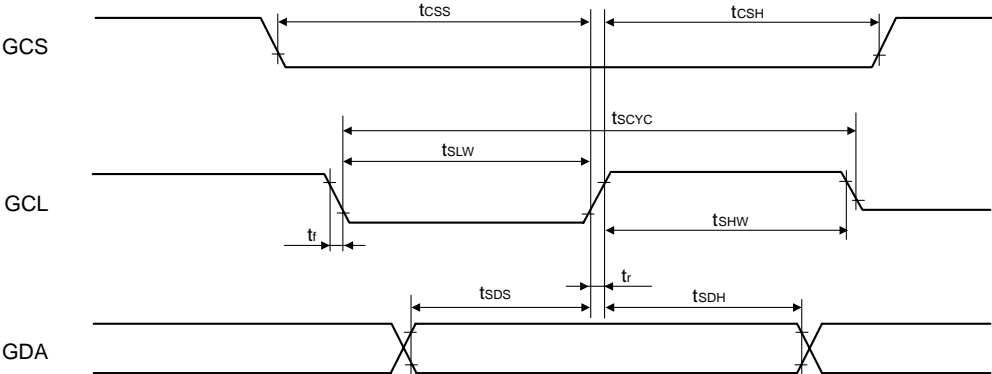 tCSS
tCSH
GCS
tSCYC
tSLW
GCL
tSHW
tf
tr
tSDS
tSDH
GDA